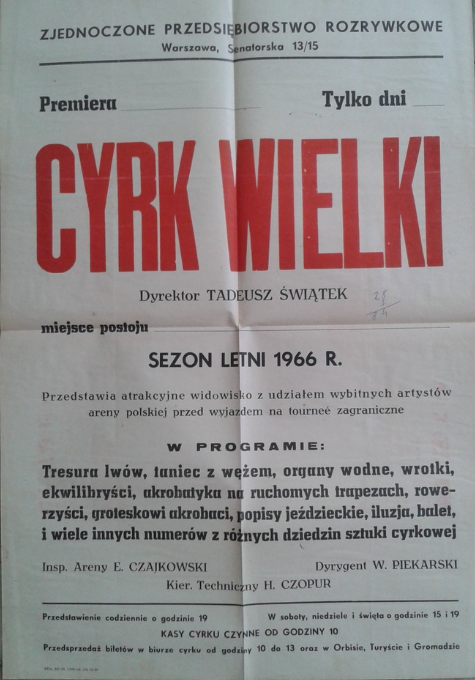 ZJEDNOCZONE PRZEDSIĘBIORSTWO ROZRYWKOWE
Warszawa, Senatorska 13/15
Premiera Tylko dni
CYRK WIELKI
Dyrektor TADEUSZ ŚWIĄTEK
miejsce postoju
SEZON LETNI 1966 R.
Przedstawia atrakcyjne widowisko z udziałem wybitnych artystów
areny polskiej przed wyjazdem na tourneé zagraniczne
W PROGRAMIE:
Tresura lwów, taniec z wężem, organy wodne, wrotki,
ekwilibryści, akrobatyka na ruchomych trapezach, rowe-
rzyści, groteskowi akrobaci, popisy jeździeckie, iluzja, balet,
i wiele innych numerów z różnych dziedzin sztuki cyrkowej
Insp. Areny E. CZAJKOWSKI Dyrygent W. PIEKARSKI
Kier. Techniczny H. CZOPUR
Przedstawienie codziennie o godzinie 19 W soboty, niedziele i święta o godzinie 15 i 19
KASY CYRKU CZYNNE OD GODZINY 10
Przedsprzedaż biletów w biurze cyrku od godziny 10 do 13 oraz w Orbisie, Turyście i Gromadzie